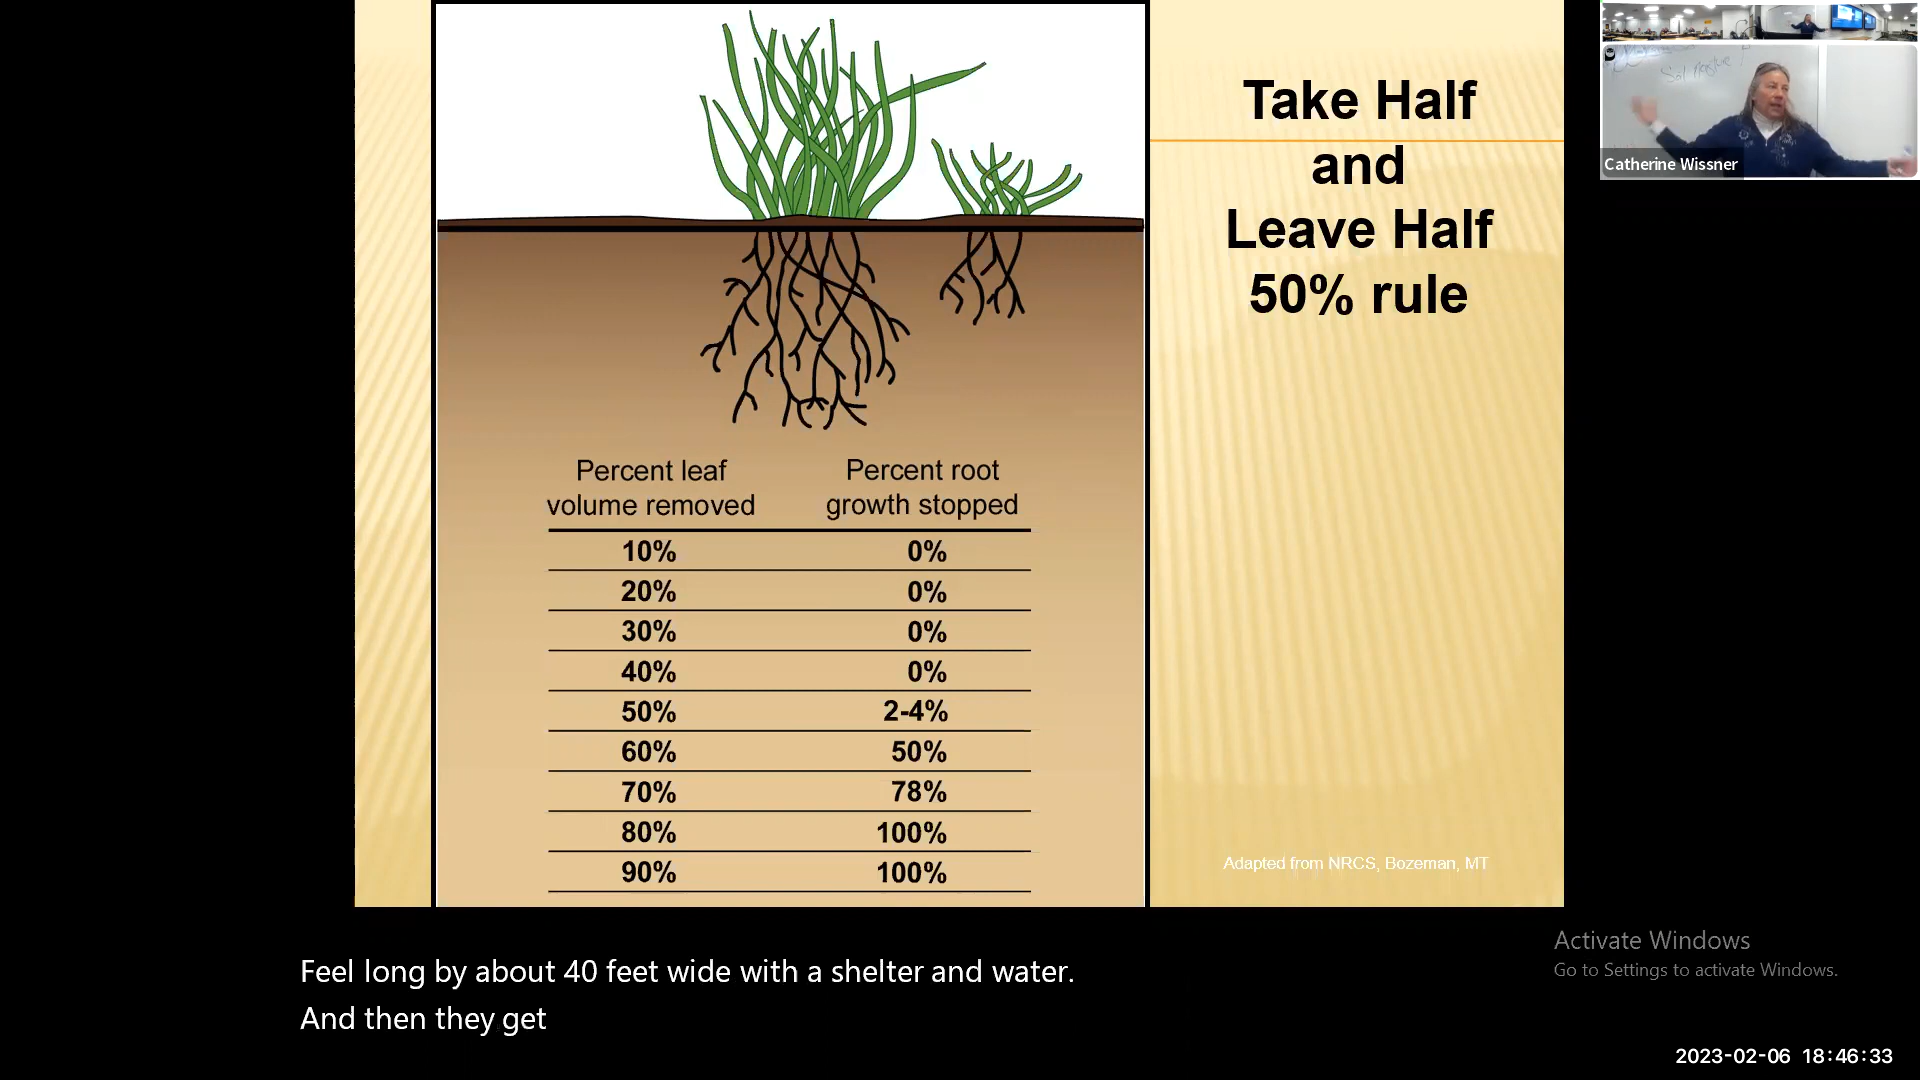 Take Half
and
Leave Half
50% rule
Percent leaf
volume removed
Percent root
growth stopped
10% 0%
20% 0%
30% 0%
40% 0%
50% 2-4%
60% 50%
70% 78%
80% 100%
90% 100%
Adapted from NRCS, Bozeman, MT
Soil
Catherine Wissner
Feel long by about 40 feet wide with a shelter and water.
And then they get
Activate Windows
Go to Settings to activate Windows.
2023-02-06 18:46:33